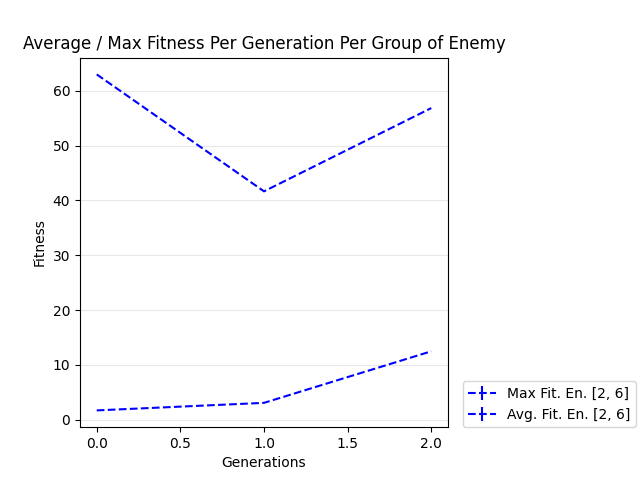 Average / Max Fitness Per Generation Per Group of Enemy
60
50
40
30
20
10
0
Fitness
0.0 0.5 1.0 1.5 2.0
Generations
Max Fit. En. [2, 6]
Avg. Fit. En. [2, 6]